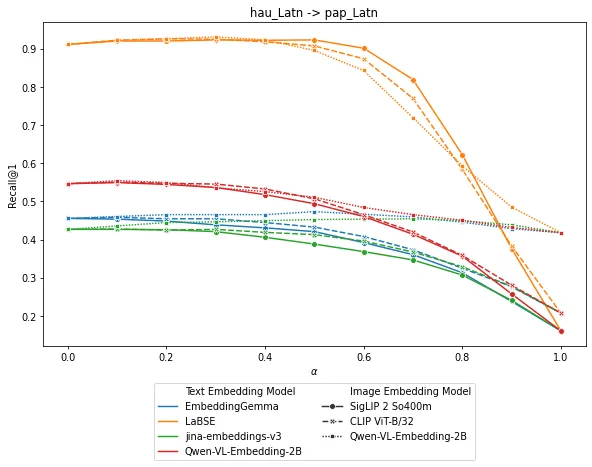 hau_Latn -> pap_Latn
Recall@1
0.9
0.8
0.7
0.6
0.5
0.4
0.3
0.2
0.0 0.2 0.4 0.6 0.8 1.0
α
Text Embedding Model Image Embedding Model
EmbeddingGemma SigLIP 2 So400m
LaBSE CLIP ViT-B/32
jina-embeddings-v3 Qwen-VL-Embedding-2B
Qwen-VL-Embedding-2B